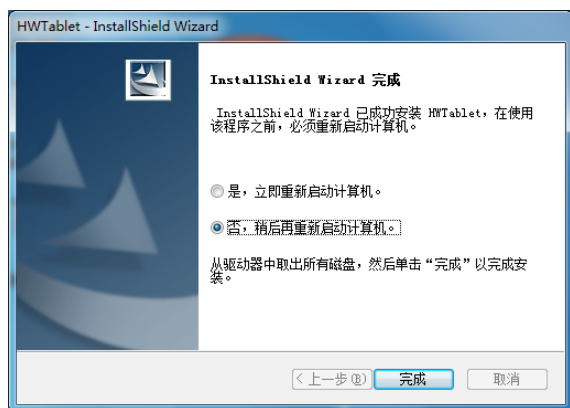 HWTablet - InstallShield Wizard
InstallShield Wizard 完成
InstallShield Wizard 已成功安装 HWTablet，在使用
该程序之前，必须重新启动计算机。
是，立即重新启动计算机。
否，稍后再重新启动计算机。
从驱动器中取出所有磁盘，然后单击“完成”以完成安
装。
<上一步(B) 完成 取消